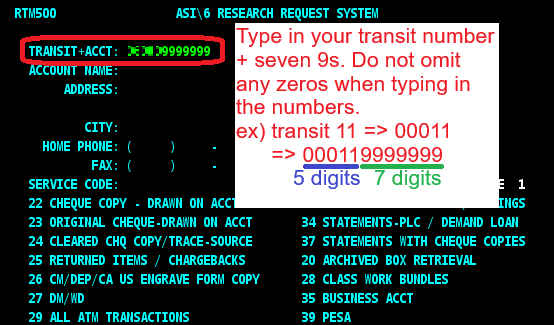 RTM500 ASI\6 RESEARCH REQUEST SYSTEM
TRANSIT+ACCT: 9999999
ACCOUNT NAME:
ADDRESS:
CITY:
HOME PHONE: ( ) -
FAX: ( ) -
SERVICE CODE: 1
22 CHEQUE COPY - DRAWN ON ACCT
23 ORIGINAL CHEQUE-DRAWN ON ACCT 34 STATEMENTS-PLC / DEMAND LOAN
24 CLEARED CHQ COPY/TRACE-SOURCE 37 STATEMENTS WITH CHEQUE COPIES
25 RETURNED ITEMS / CHARGEBACKS 20 ARCHIVED BOX RETRIEVAL
26 CM/DEP/CA US ENGRAVE FORM COPY 28 CLASS WORK BUNDLES
27 DM/WD 35 BUSINESS ACCT
29 ALL ATM TRANSACTIONS 39 PESA
Type in your transit number
+ seven 9s. Do not omit
any zeros when typing in
the numbers.
ex) transit 11 => 00011
=> 000119999999
5 digits 7 digits